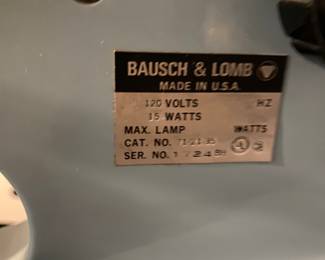 BAUSCH & LOMB
MADE IN U.S.A.
120 VOLTS HZ
15 WATTS
MAX. LAMP WATTS
CAT. NO.
SER. NO.